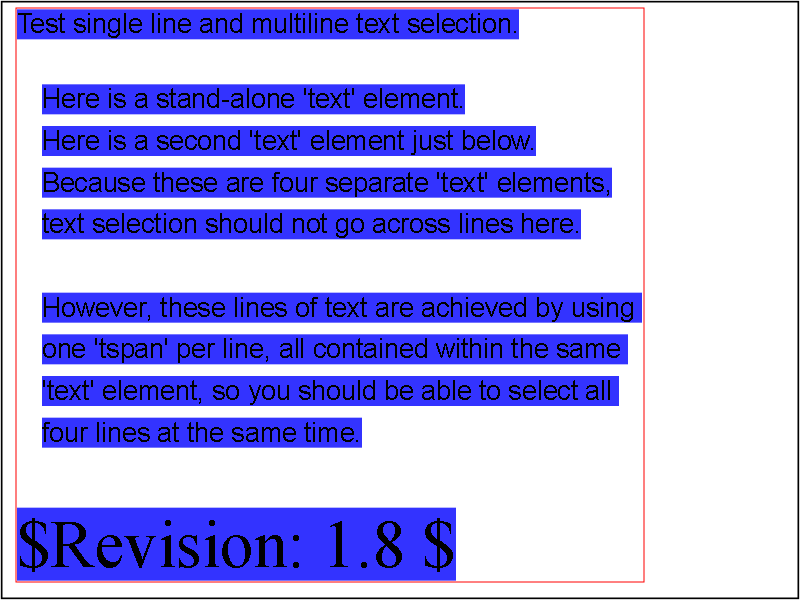 Test single line and multiline text selection.
Here is a stand-alone 'text' element.
Here is a second 'text' element just below.
Because these are four separate 'text' elements,
text selection should not go across lines here.
However, these lines of text are achieved by using
one 'tspan' per line, all contained within the same
'text' element, so you should be able to select all
four lines at the same time.
$Revision: 1.8 $